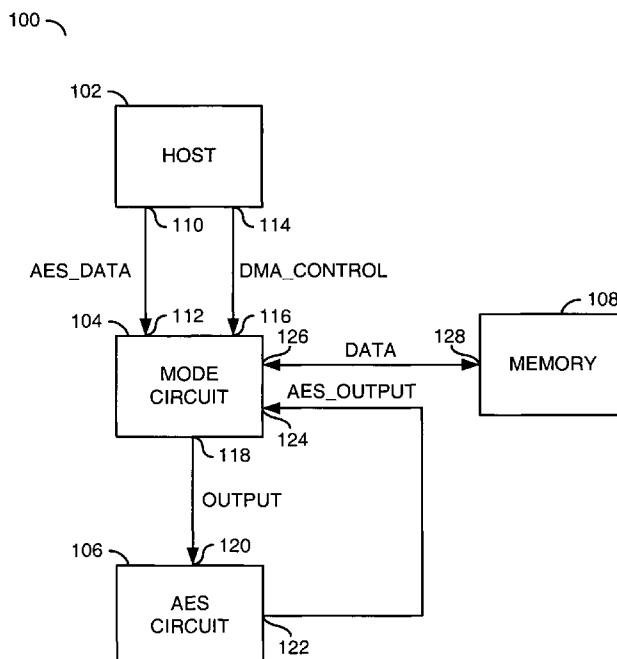 100
102
HOST
110
114
AES_DATA
DMA_CONTROL
108
104
112
116
126
DATA
128
MODE
CIRCUIT
MEMORY
AES_OUTPUT
124
118
OUTPUT
106
120
AES
CIRCUIT
122